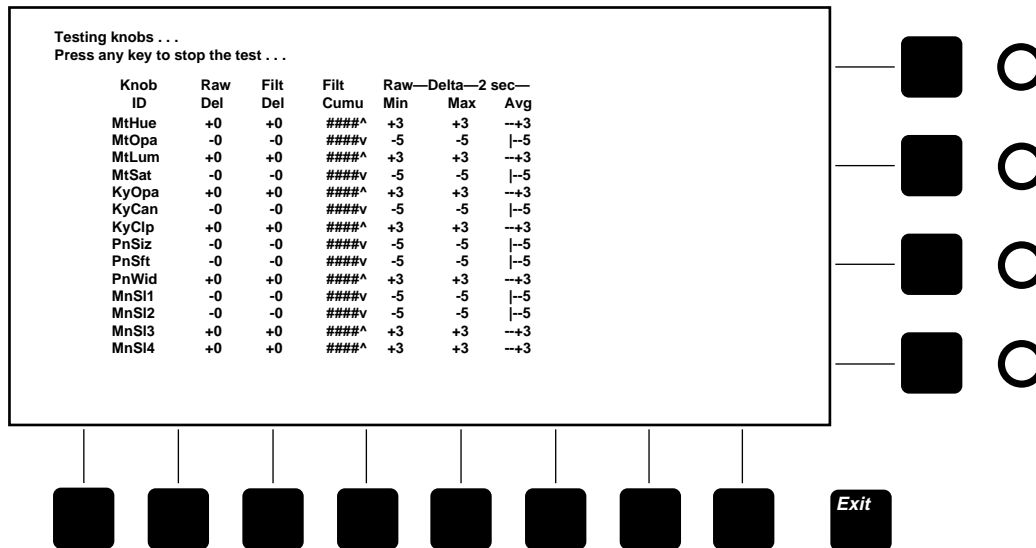 Testing knobs . . .
Press any key to stop the test . . .
Knob Raw Filt Filt Raw—Delta—2 sec—
ID Del Del Cumu Min Max Avg
MtHue +0 +0 ####^ +3 +3 --+3
MtOpa -0 -0 ####v -5 -5 |--5
MtLum +0 +0 ####^ +3 +3 --+3
MtSat -0 -0 ####v -5 -5 |--5
KyOpa +0 +0 ####^ +3 +3 --+3
KyCan -0 -0 ####v -5 -5 |--5
KyClp +0 +0 ####^ +3 +3 --+3
PnSiz -0 -0 ####v -5 -5 |--5
PnSft -0 -0 ####v -5 -5 |--5
PnWid +0 +0 ####^ +3 +3 --+3
MnSl1 -0 -0 ####v -5 -5 |--5
MnSl2 -0 -0 ####v -5 -5 |--5
MnSl3 +0 +0 ####^ +3 +3 --+3
MnSl4 +0 +0 ####^ +3 +3 --+3
Exit